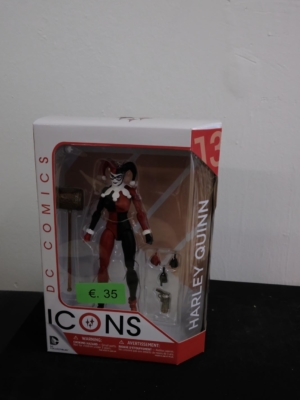 13
DC COMICS
HARLEY QUINN
€. 35
ICONS
WARNING
AVERTISSEMENT